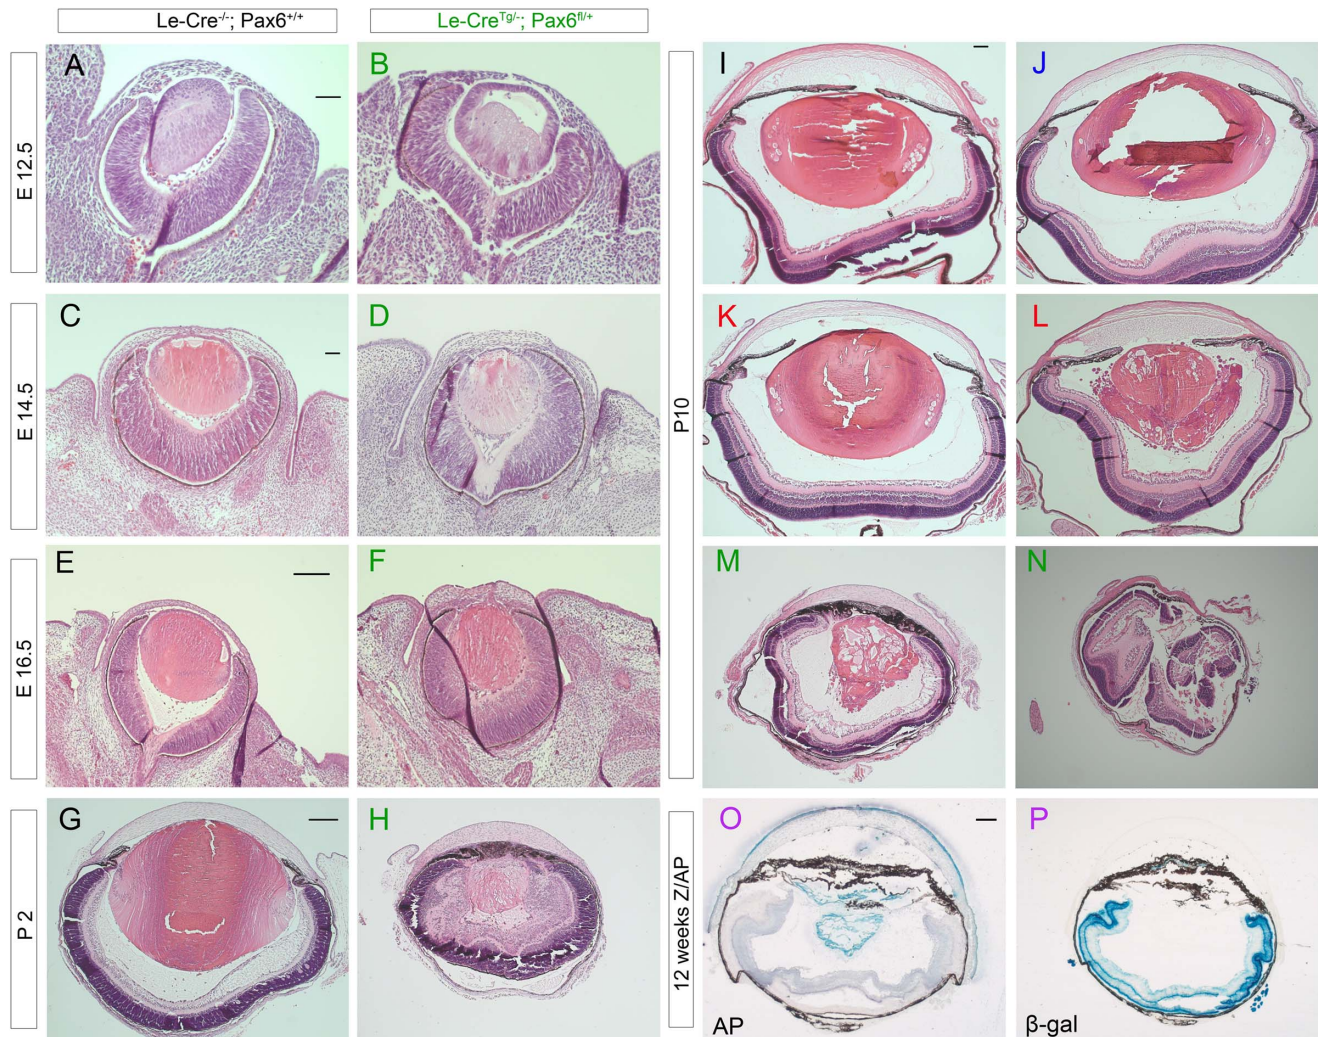 Le-Cre-/-; Pax6+/+
Le-CreTg/-; Pax6fl/+
E 12.5
A
B
E 14.5
C
D
E 16.5
E
F
P 2
G
H
P10
I
J
K
L
M
N
12 weeks Z/AP
O
AP
P
β-gal